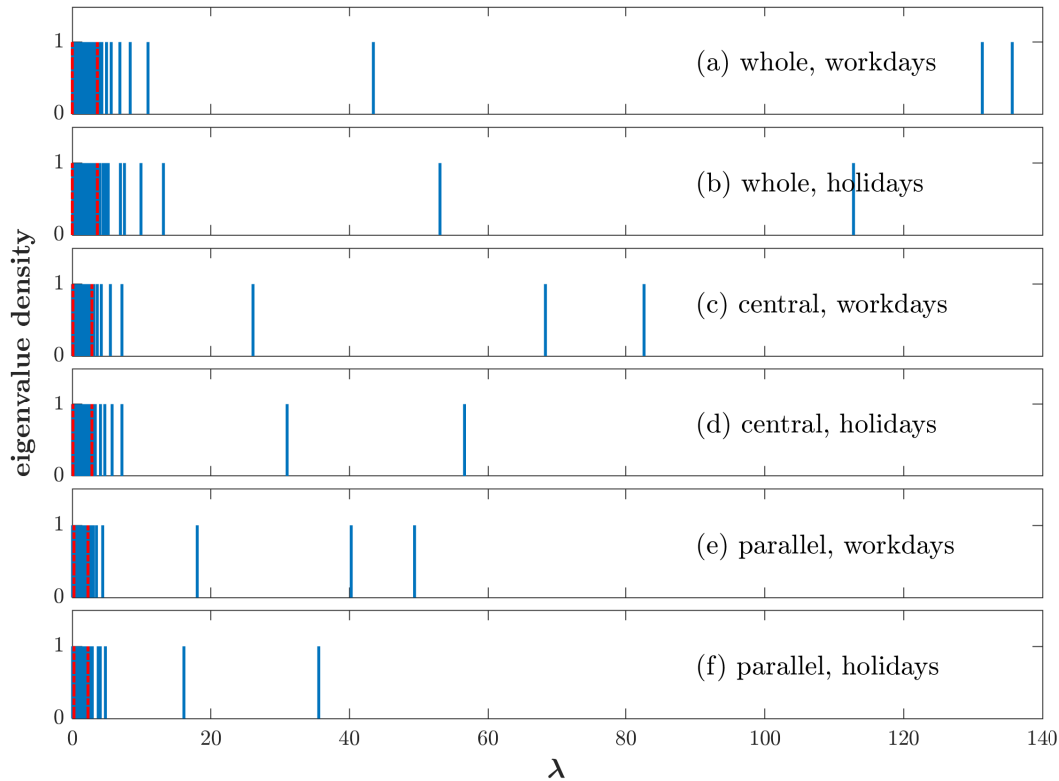 eigenvalue density
1
0
(a) whole, workdays
1
0
(b) whole, holidays
1
0
(c) central, workdays
1
0
(d) central, holidays
1
0
(e) parallel, workdays
1
0
(f) parallel, holidays
0 20 40 60 80 100 120 140
λ